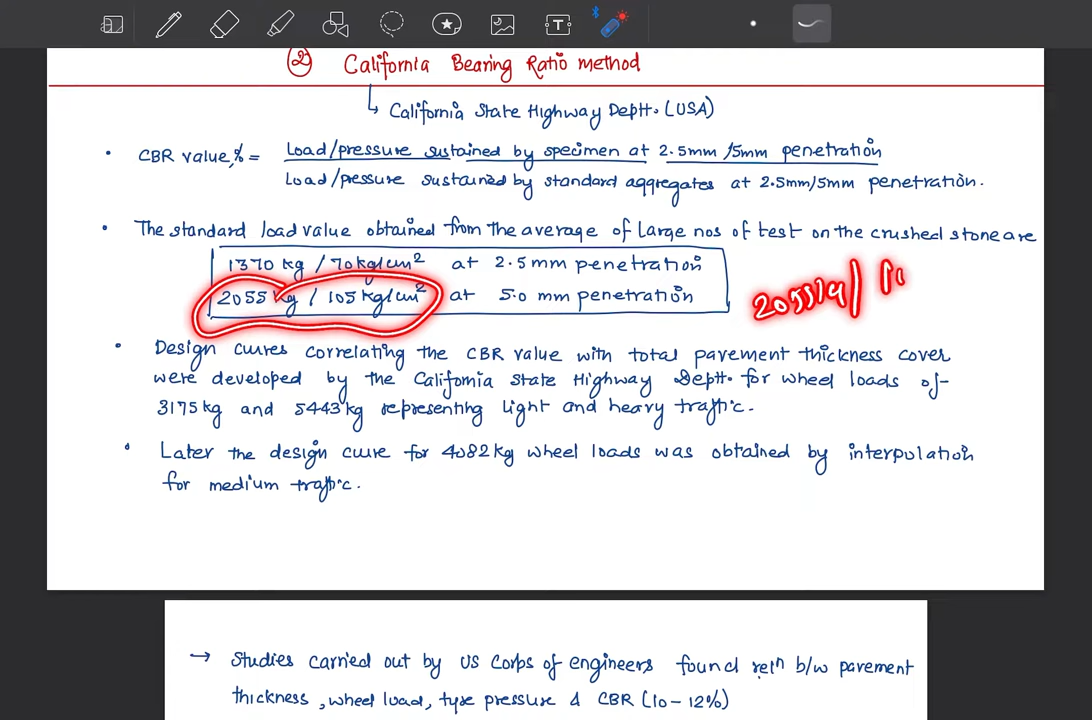 ② California Bearing Ratio method
↳ California State Highway Deptt. (USA)
• CBR value, % = Load/pressure sustained by specimen at 2.5mm/5mm penetration
Load/pressure sustained by standard aggregates at 2.5mm/5mm penetration.
• The standard load value obtained from the average of large nos of test on the crushed stone are
1370 kg / 70 kg/cm² at 2.5 mm penetration
2055 kg / 105 kg/cm² at 5.0 mm penetration
2055/
• Design cures correlating the CBR value with total pavement thickness cover
were developed by the California State Highway Deptt. for wheel loads of
3175 kg and 5443 kg representing light and heavy traffic.
• Later the design cure for 4082 kg wheel loads was obtained by interpolation
for medium traffic.
→ Studies carried out by US Corps of engineers found relⁿ b/w pavement
thickness, wheel load, tyre pressure & CBR (10-12%)